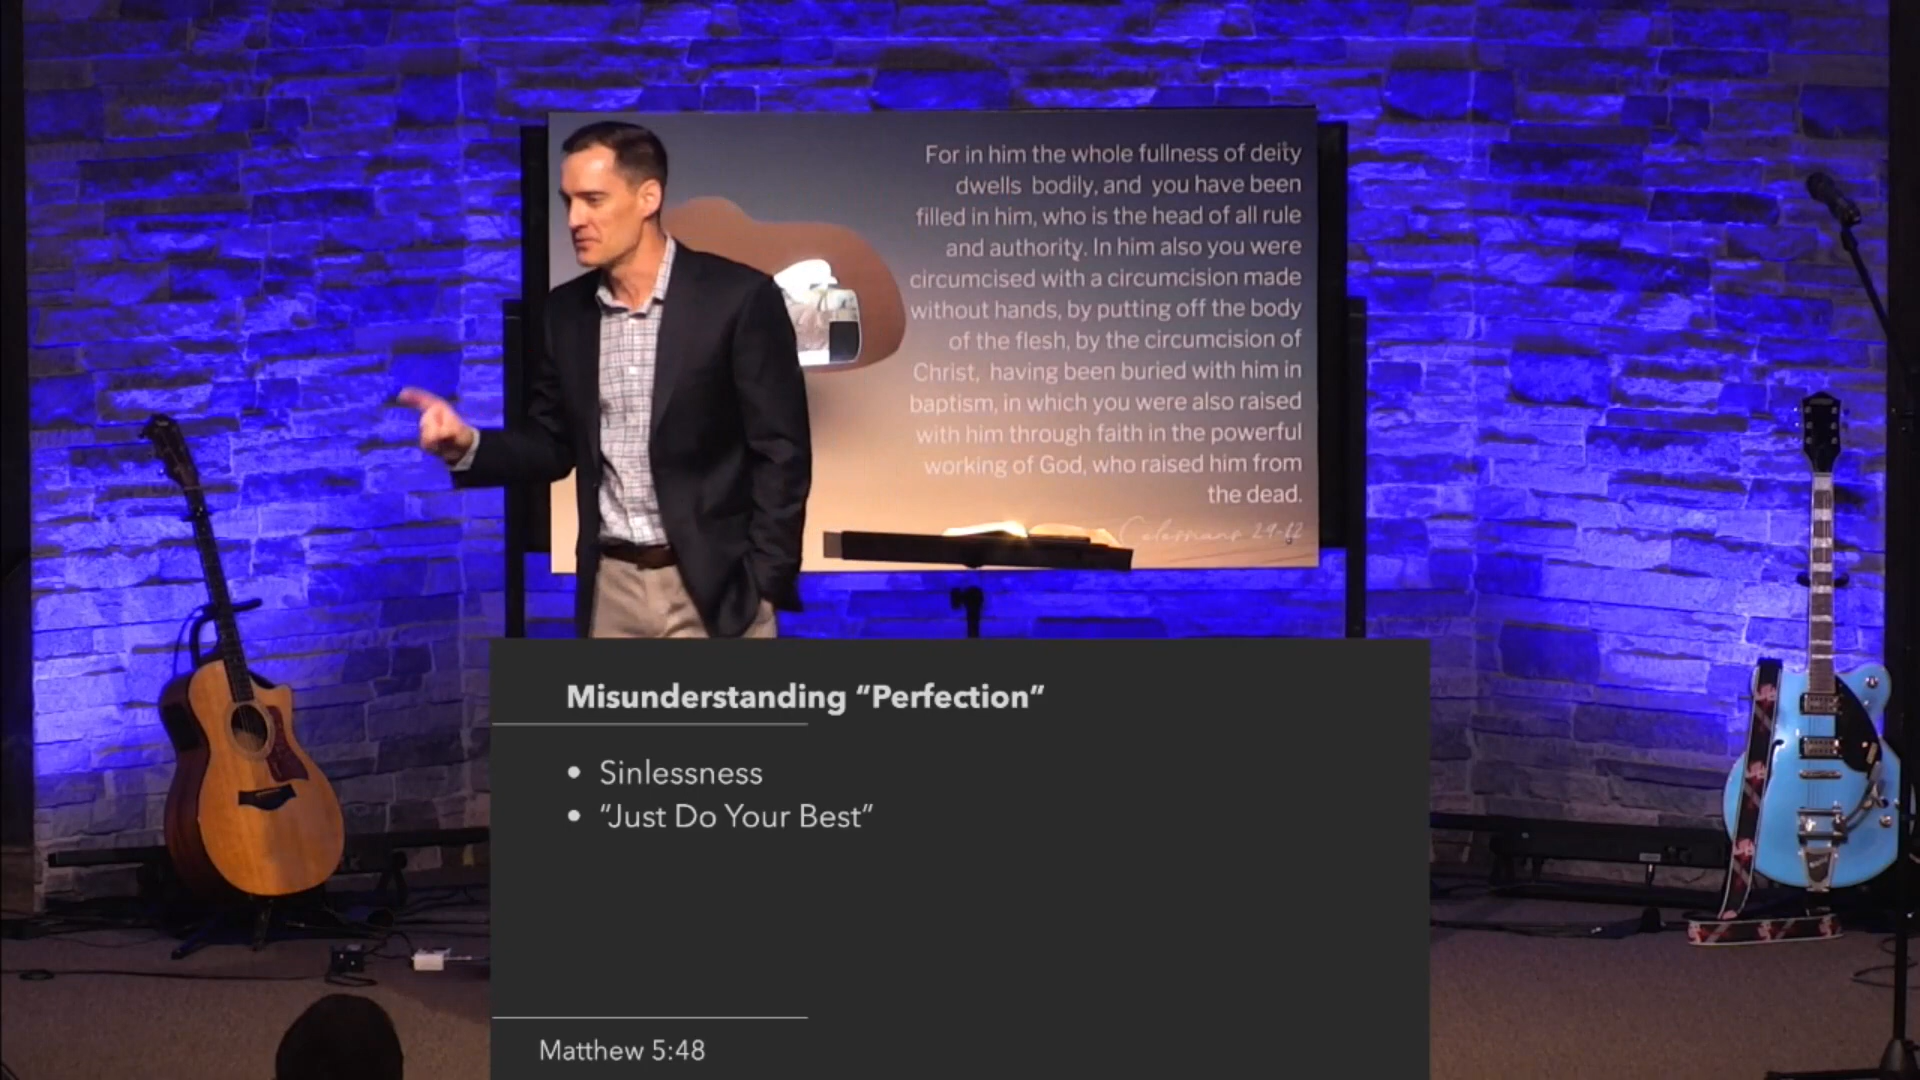 For in him the whole fullness of deity
dwells bodily, and you have been
filled in him, who is the head of all rule
and authority. In him also you were
circumcised with a circumcision made
without hands, by putting off the body
of the flesh, by the circumcision of
Christ, having been buried with him in
baptism, in which you were also raised
with him through faith in the powerful
working of God, who raised him from
the dead.
Colossians 2:9-12
Misunderstanding “Perfection”
• Sinlessness
• “Just Do Your Best”
Matthew 5:48